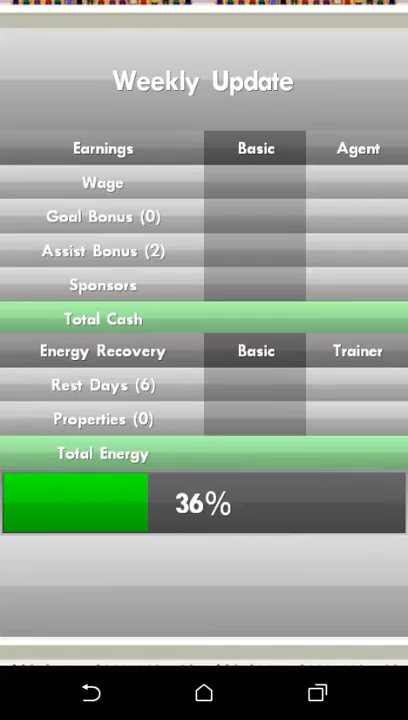 Weekly Update
Earnings Basic Agent
Wage
Goal Bonus (0)
Assist Bonus (2)
Sponsors
Total Cash
Energy Recovery Basic Trainer
Rest Days (6)
Properties (0)
Total Energy
36%